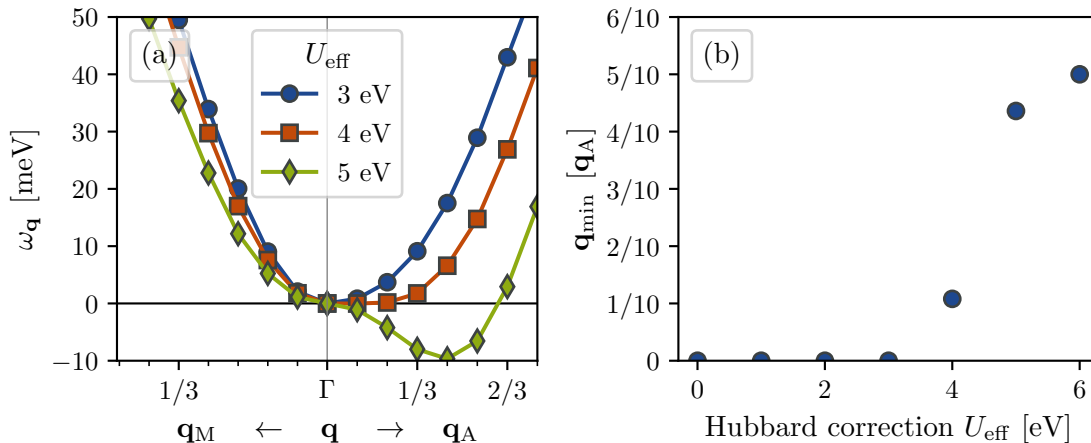 (a)
U_eff
3 eV
4 eV
5 eV
ω_q [meV]
50
40
30
20
10
0
−10
1/3 Γ 1/3 2/3
q_M ← q → q_A
(b)
q_min [q_A]
6/10
5/10
4/10
3/10
2/10
1/10
0
0 2 4 6
Hubbard correction U_eff [eV]